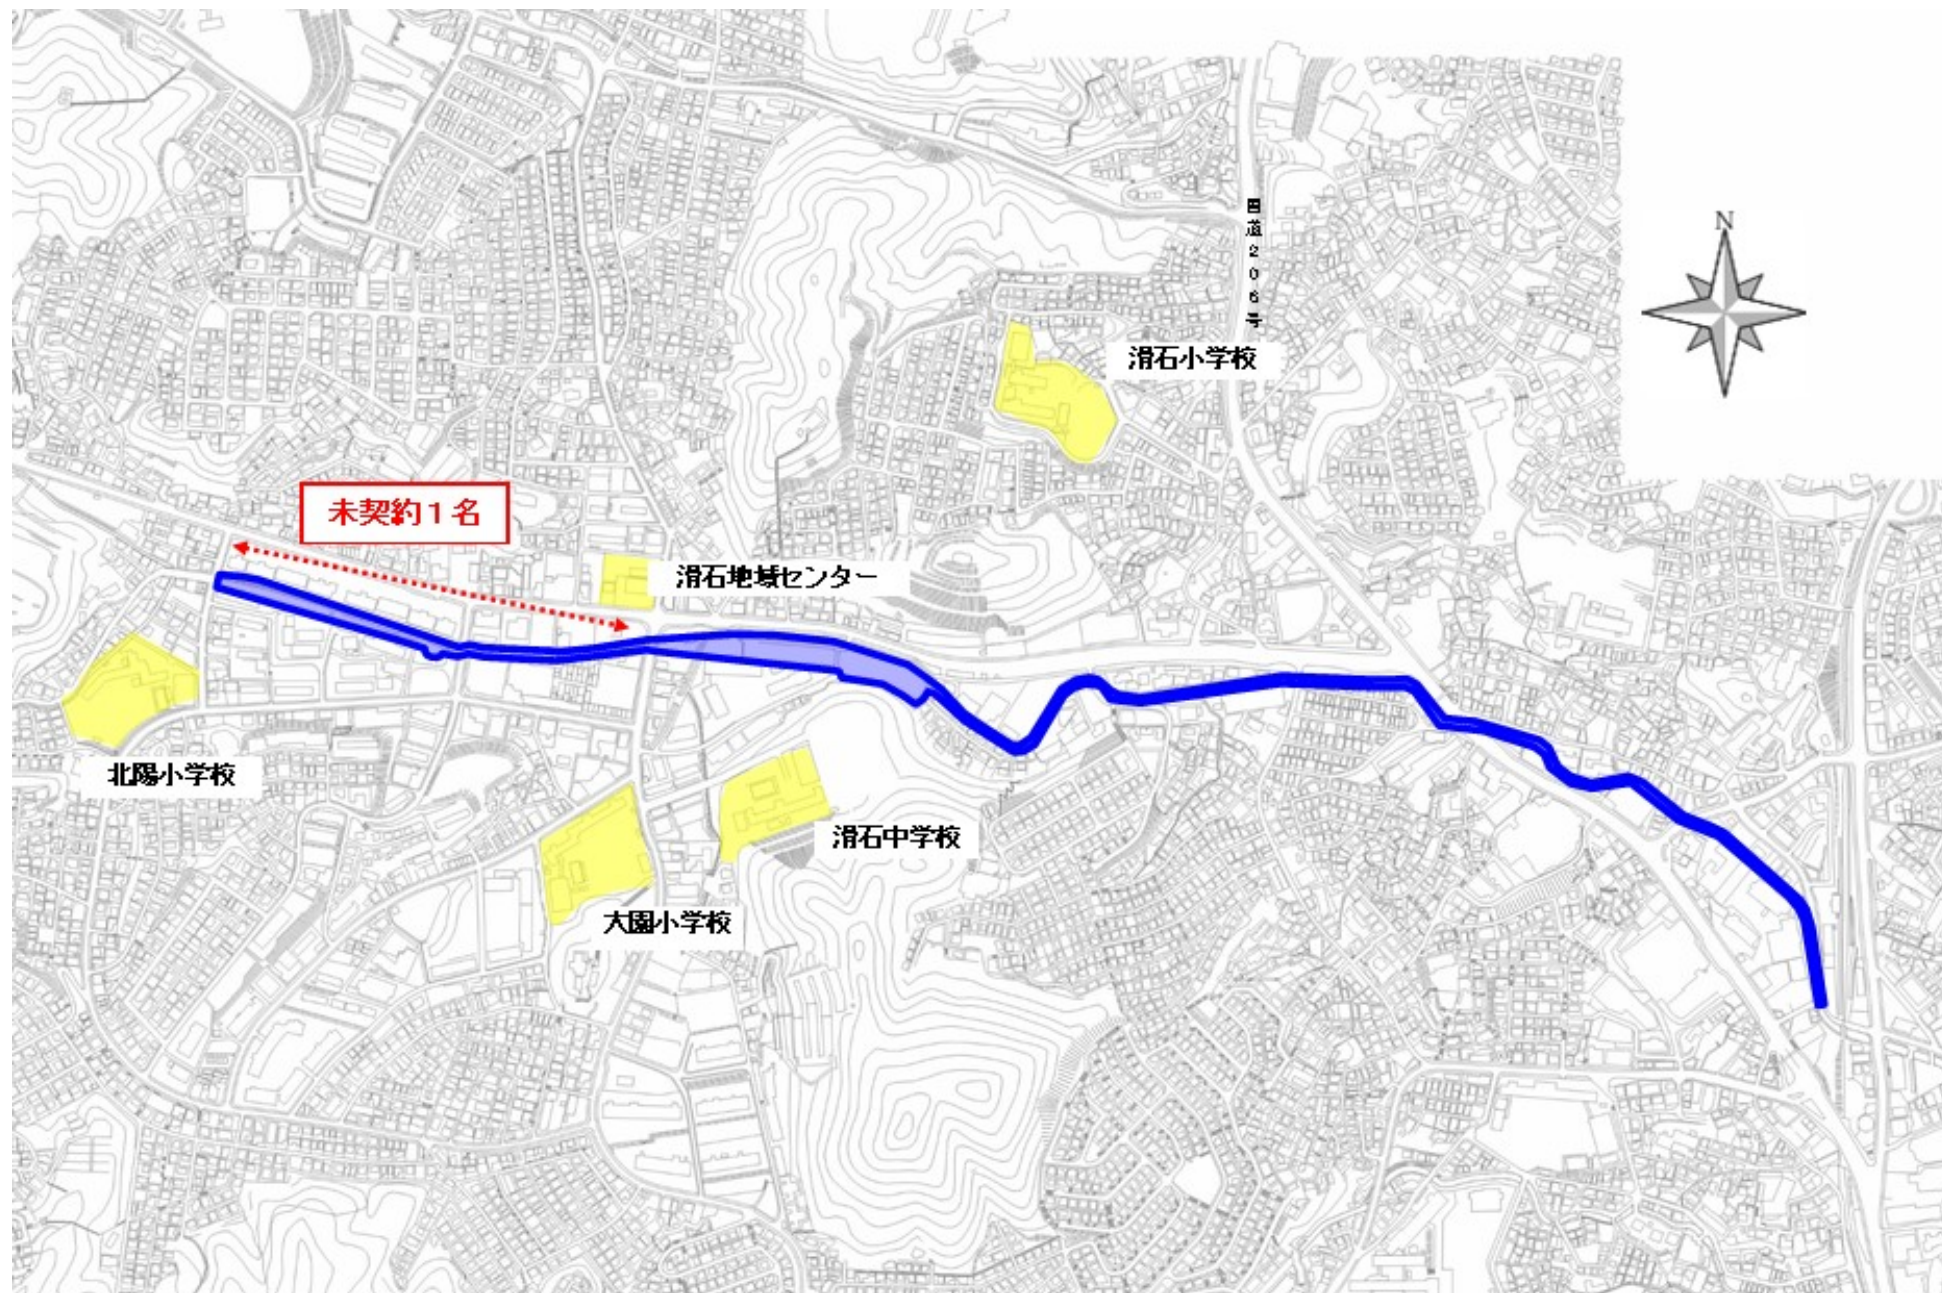 N
国道206号
滑石小学校
未契約1名
滑石地域センター
北陽小学校
滑石中学校
大園小学校